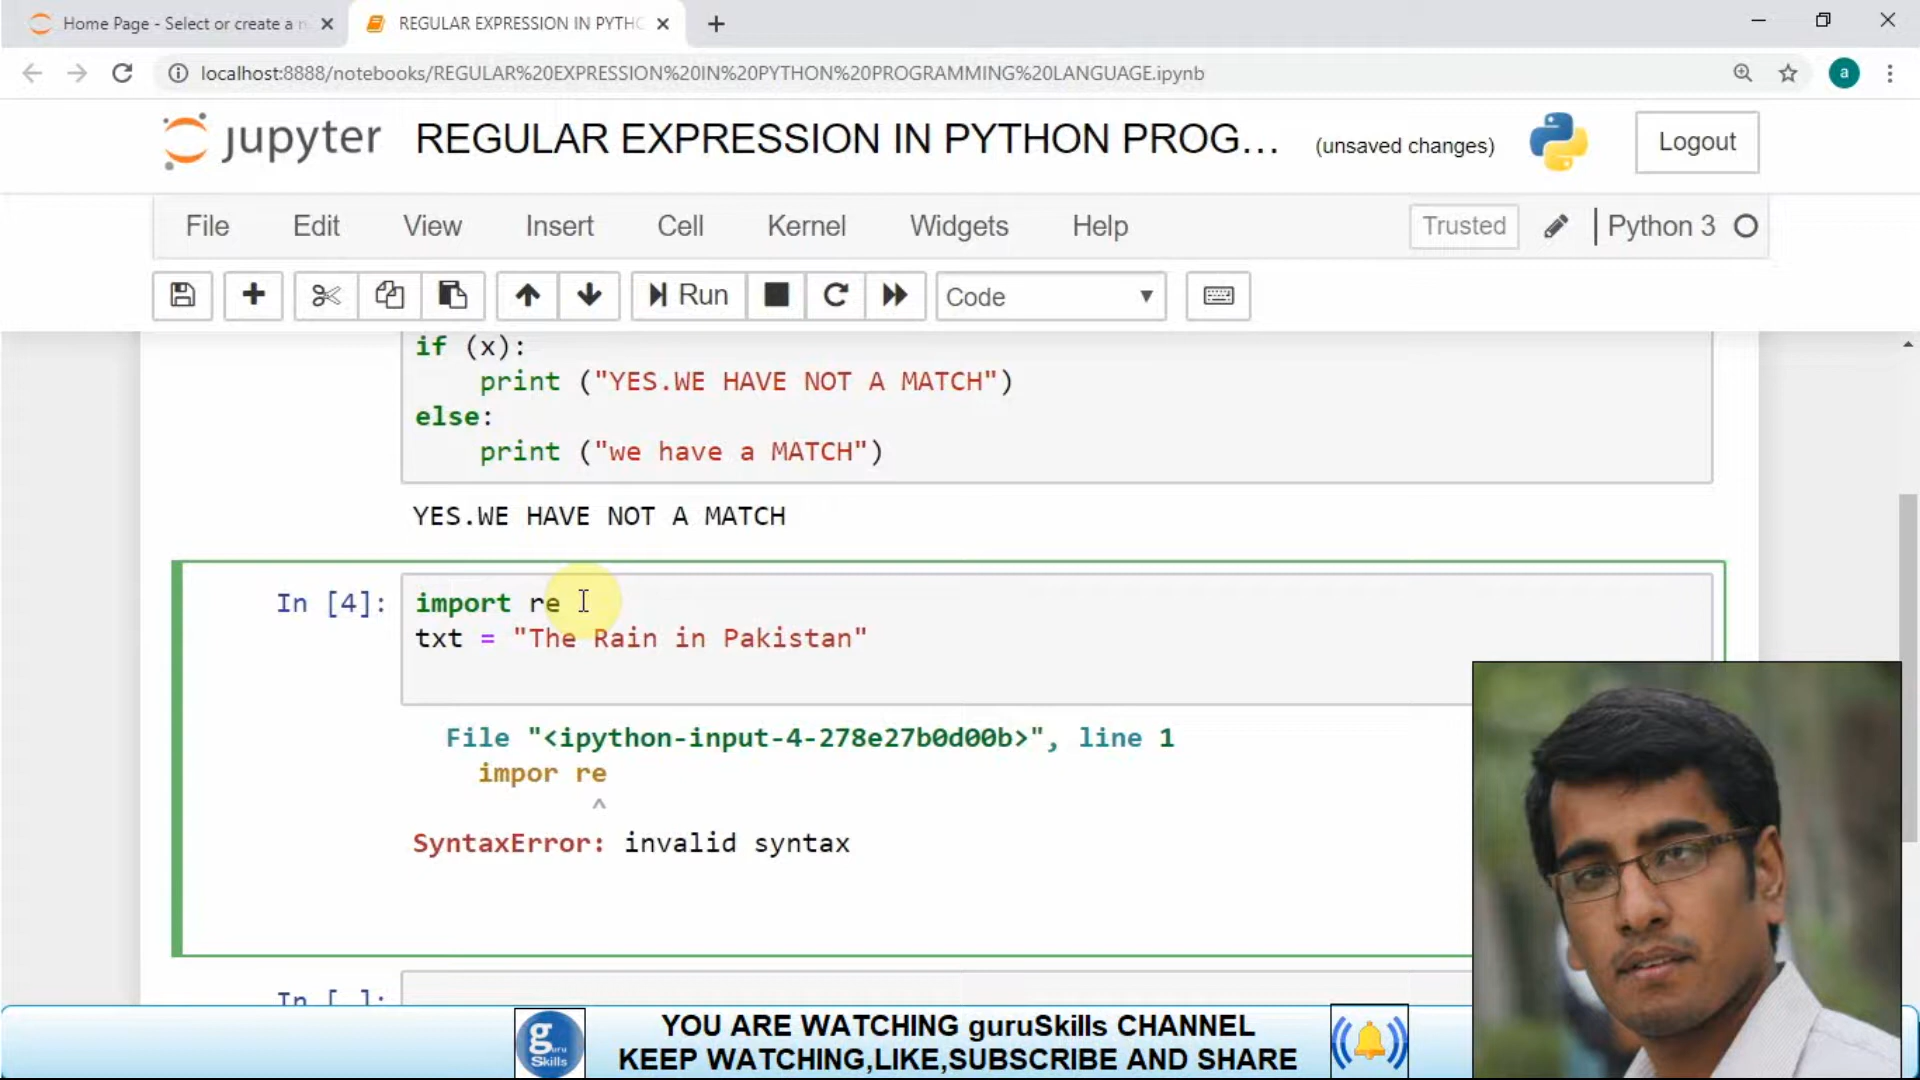 Home Page - Select or create a n
REGULAR EXPRESSION IN PYTHO
localhost:8888/notebooks/REGULAR%20EXPRESSION%20IN%20PYTHON%20PROGRAMMING%20LANGUAGE.ipynb
a
jupyter
REGULAR EXPRESSION IN PYTHON PROG...
(unsaved changes)
Logout
File Edit View Insert Cell Kernel Widgets Help
Trusted
Python 3
Run
Code
if (x):
    print ("YES.WE HAVE NOT A MATCH")
else:
    print ("we have a MATCH")
YES.WE HAVE NOT A MATCH
In [4]:
import re
txt = "The Rain in Pakistan"
File "<ipython-input-4-278e27b0d00b>", line 1
impor re
^
SyntaxError: invalid syntax
In [ ]:
g
uru
Skills
YOU ARE WATCHING guruSkills CHANNEL
KEEP WATCHING,LIKE,SUBSCRIBE AND SHARE